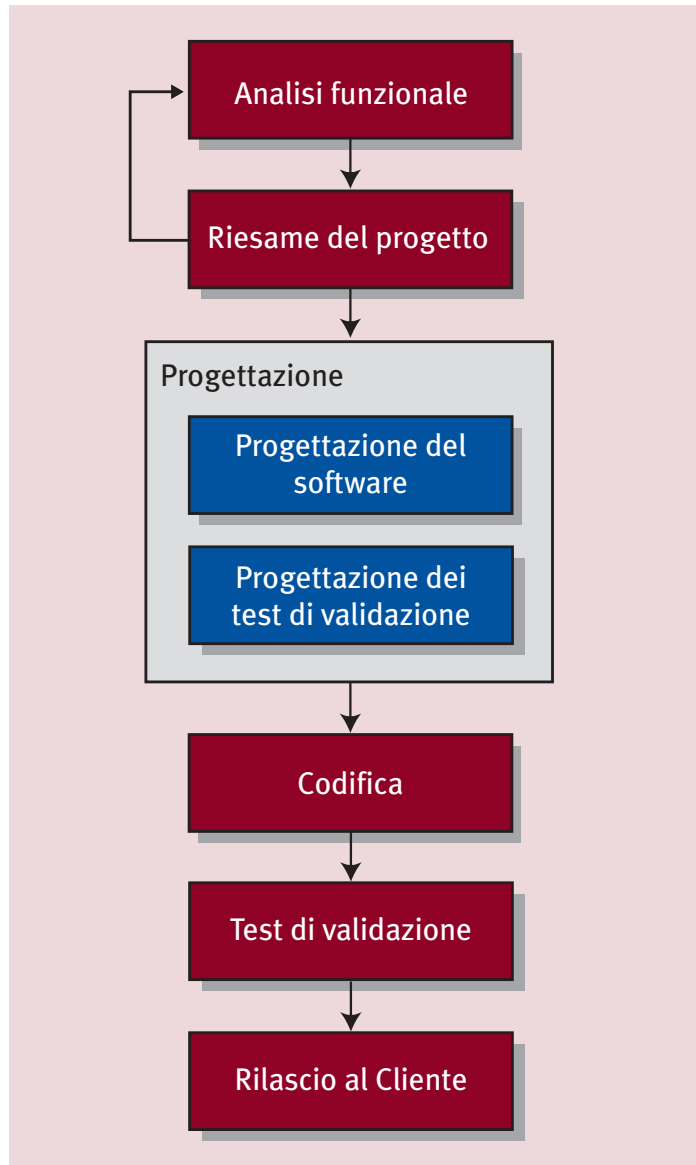 Analisi funzionale
Riesame del progetto
Progettazione
Progettazione del
software
Progettazione dei
test di validazione
Codifica
Test di validazione
Rilascio al Cliente